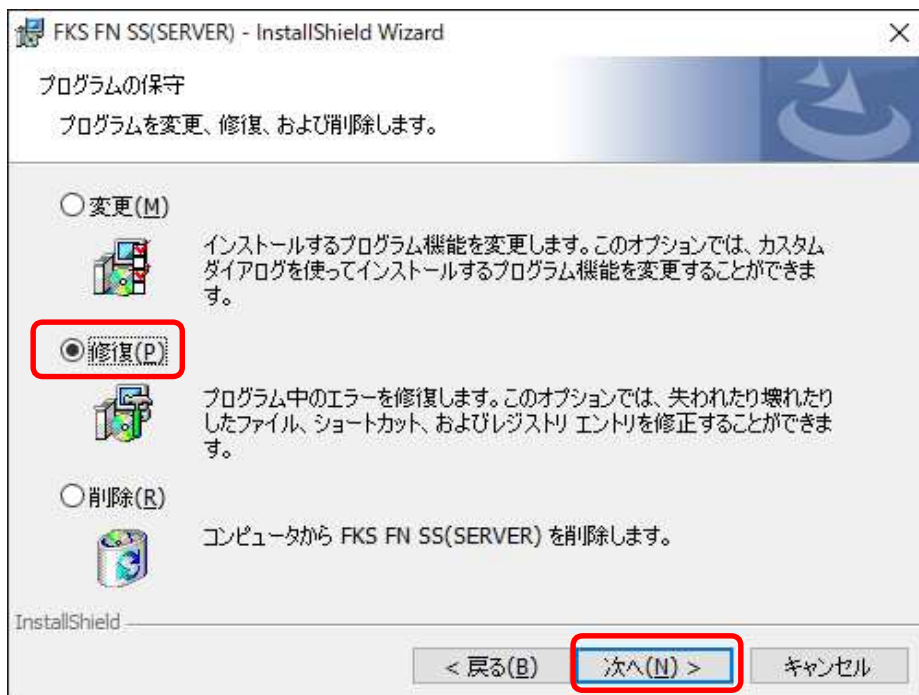 FKS FN SS(SERVER) - InstallShield Wizard
プログラムの保守
プログラムを変更、修復、および削除します。
変更(M)
インストールするプログラム機能を変更します。このオプションでは、カスタム
ダイアログを使ってインストールするプログラム機能を変更することができま
す。
修復(P)
プログラム中のエラーを修復します。このオプションでは、失われたり壊れたり
したファイル、ショートカット、およびレジストリ エントリを修正することができま
す。
削除(R)
コンピュータから FKS FN SS(SERVER) を削除します。
InstallShield
< 戻る(B) 次へ(N) > キャンセル